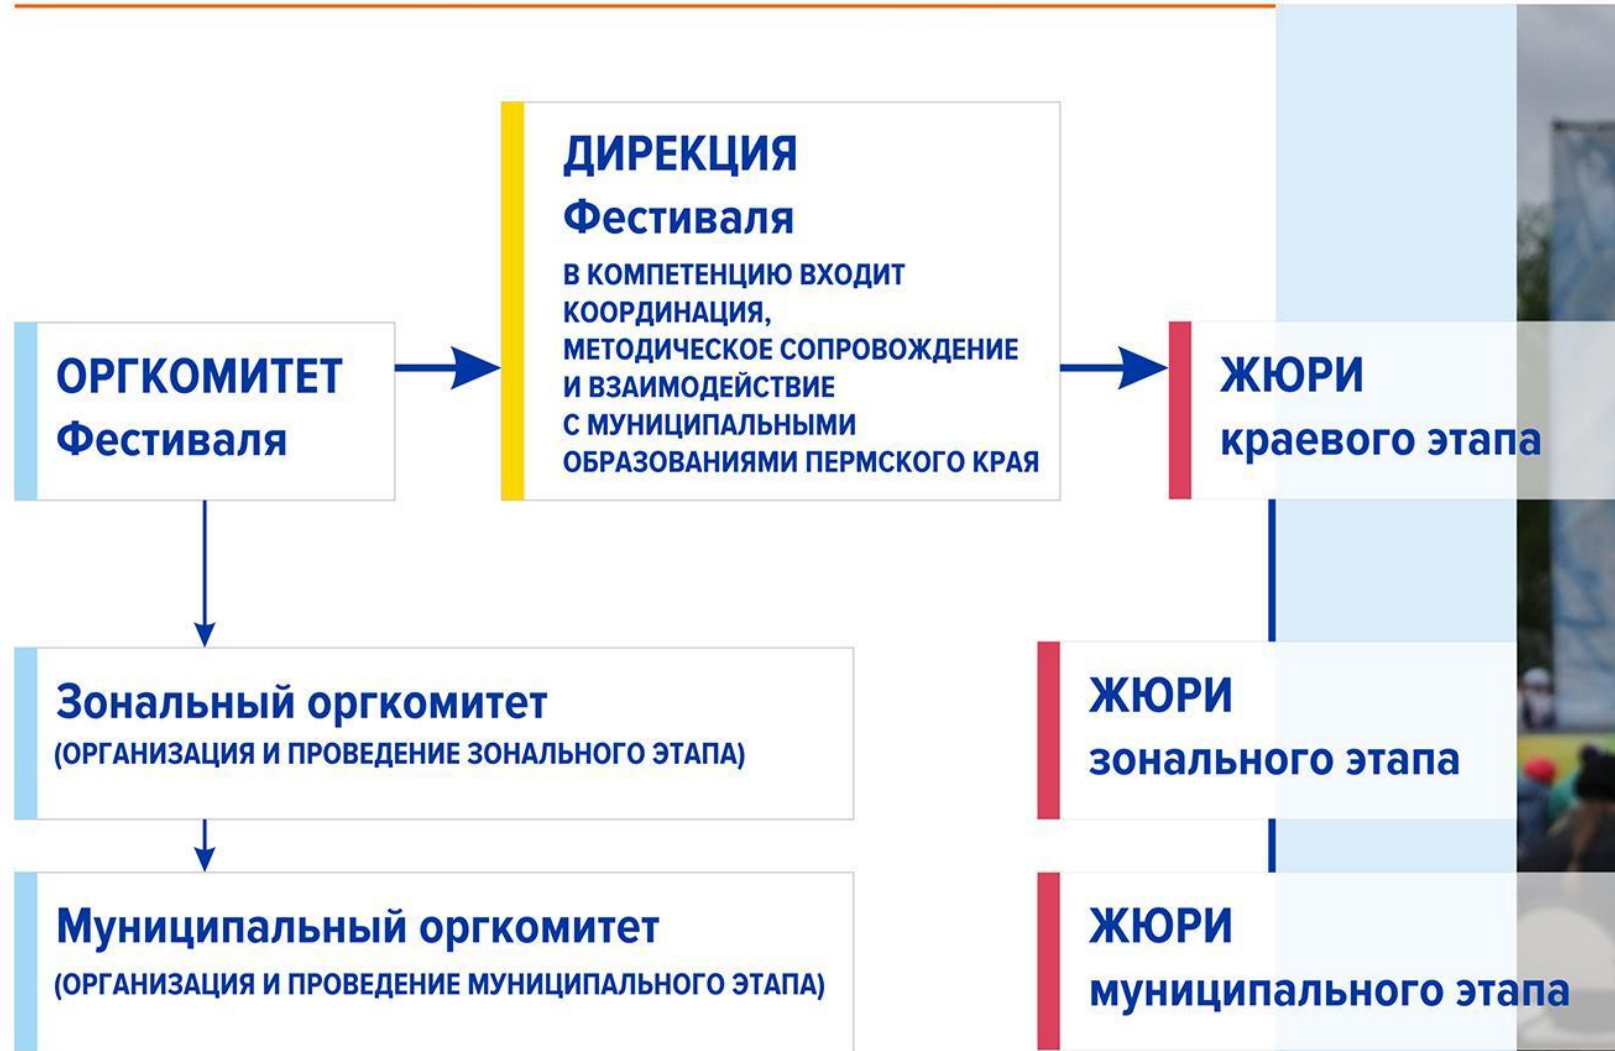 ДИРЕКЦИЯ
Фестиваля
В КОМПЕТЕНЦИЮ ВХОДИТ
КООРДИНАЦИЯ,
МЕТОДИЧЕСКОЕ СОПРОВОЖДЕНИЕ
И ВЗАИМОДЕЙСТВИЕ
С МУНИЦИПАЛЬНЫМИ
ОБРАЗОВАНИЯМИ ПЕРМСКОГО КРАЯ
ОРГКОМИТЕТ
Фестиваля
ЖЮРИ
краевого этапа
Зональный оргкомитет
(ОРГАНИЗАЦИЯ И ПРОВЕДЕНИЕ ЗОНАЛЬНОГО ЭТАПА)
ЖЮРИ
зонального этапа
Муниципальный оргкомитет
(ОРГАНИЗАЦИЯ И ПРОВЕДЕНИЕ МУНИЦИПАЛЬНОГО ЭТАПА)
ЖЮРИ
муниципального этапа